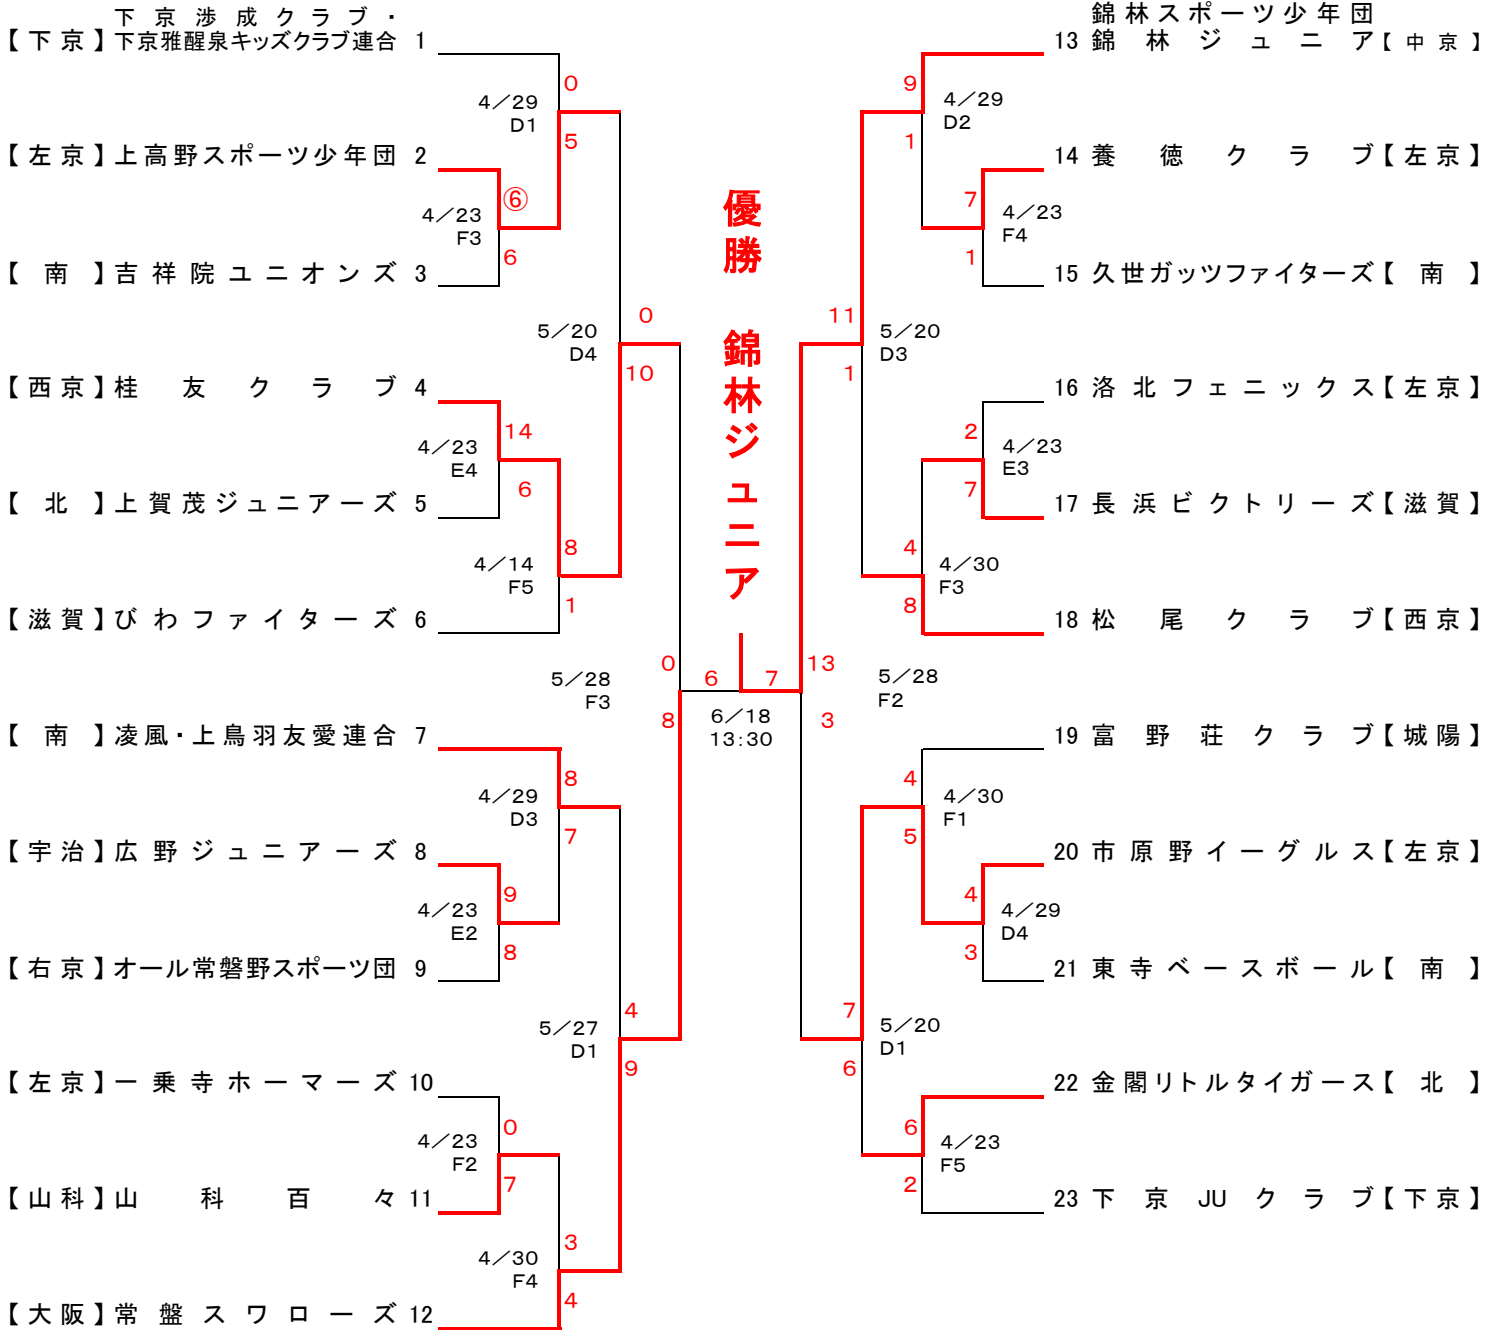 下京渉成クラブ・
【下京】下京雅醒泉キッズクラブ連合 1
0
4/29
D1
5
【左京】上高野スポーツ少年団 2
⑥
4/23
F3
6
【南】吉祥院ユニオンズ 3
0
5/20
D4
10
【西京】桂友クラブ 4
14
4/23
E4
6
【北】上賀茂ジュニアーズ 5
8
4/14
F5
1
【滋賀】びわファイターズ 6
0
5/28
F3
8
【南】凌風・上鳥羽友愛連合 7
8
4/29
D3
7
【宇治】広野ジュニアーズ 8
9
4/23
E2
8
【右京】オール常磐野スポーツ団 9
4
5/27
D1
9
【左京】一乗寺ホーマーズ 10
0
4/23
F2
7
【山科】山科百々 11
3
4/30
F4
4
【大阪】常盤スワローズ 12
優勝 錦林ジュニア
6 7
6/18
13:30
錦林スポーツ少年団
13 錦林ジュニア【中京】
9
4/29
D2
1
14 養徳クラブ【左京】
7
4/23
F4
1
15 久世ガッツファイターズ【南】
11
5/20
D3
1
16 洛北フェニックス【左京】
2
4/23
E3
7
17 長浜ビクトリーズ【滋賀】
4
4/30
F3
8
18 松尾クラブ【西京】
13
5/28
F2
3
19 富野荘クラブ【城陽】
4
4/30
F1
5
20 市原野イーグルス【左京】
4
4/29
D4
3
21 東寺ベースボール【南】
7
5/20
D1
6
22 金閣リトルタイガース【北】
6
4/23
F5
2
23 下京JUクラブ【下京】